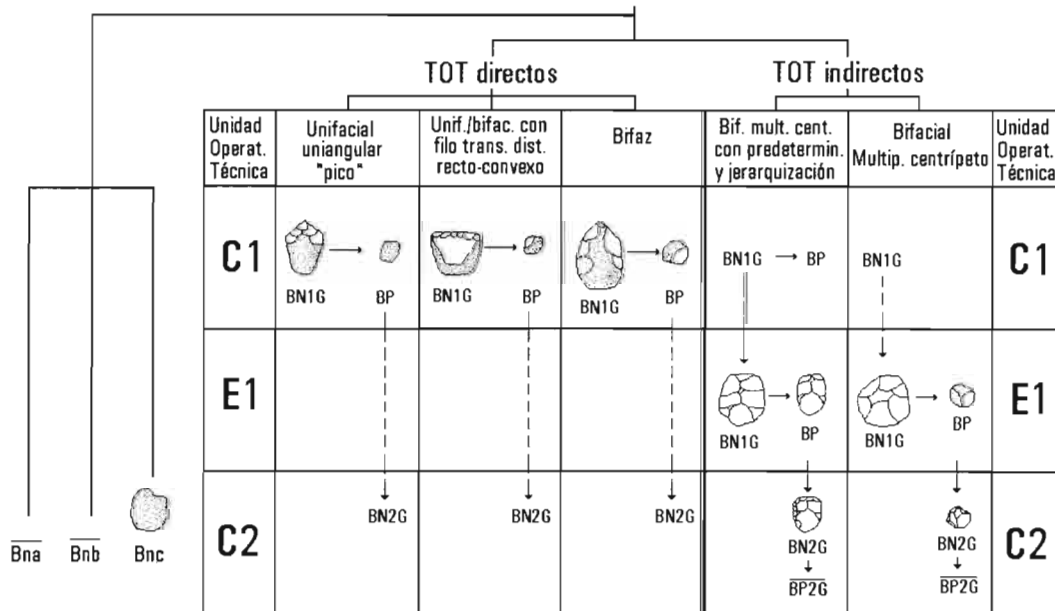 TOT directos
TOT indirectos
Unidad
Operat.
Técnica
Unifacial
uniangular
"pico"
Unif./bifac. con
filo trans. dist.
recto-convexo
Bifaz
Bif. mult. cent.
con predetermin.
y jerarquización
Bifacial
Multip. centrípeto
Unidad
Operat.
Técnica
C1
BN1G
BP
BN1G
BP
BN1G
BP
BN1G
BP
BN1G
C1
E1
BN1G
BP
BN1G
BP
E1
C2
BN2G
BN2G
BN2G
BN2G
BP2G
BN2G
BP2G
C2
Bna
Bnb
Bnc